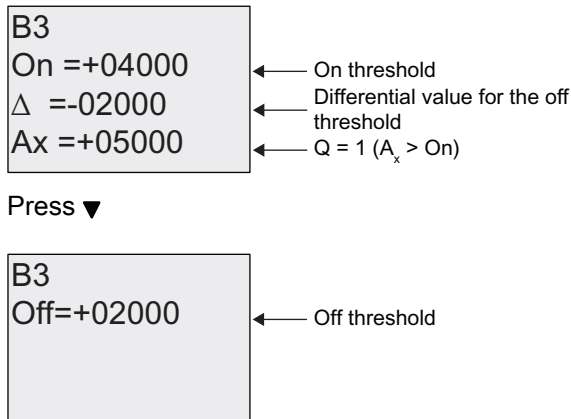 B3
On =+04000
Δ =-02000
Ax =+05000
On threshold
Differential value for the off
threshold
Q = 1 (Ax > On)
Press ▼
B3
Off=+02000
Off threshold